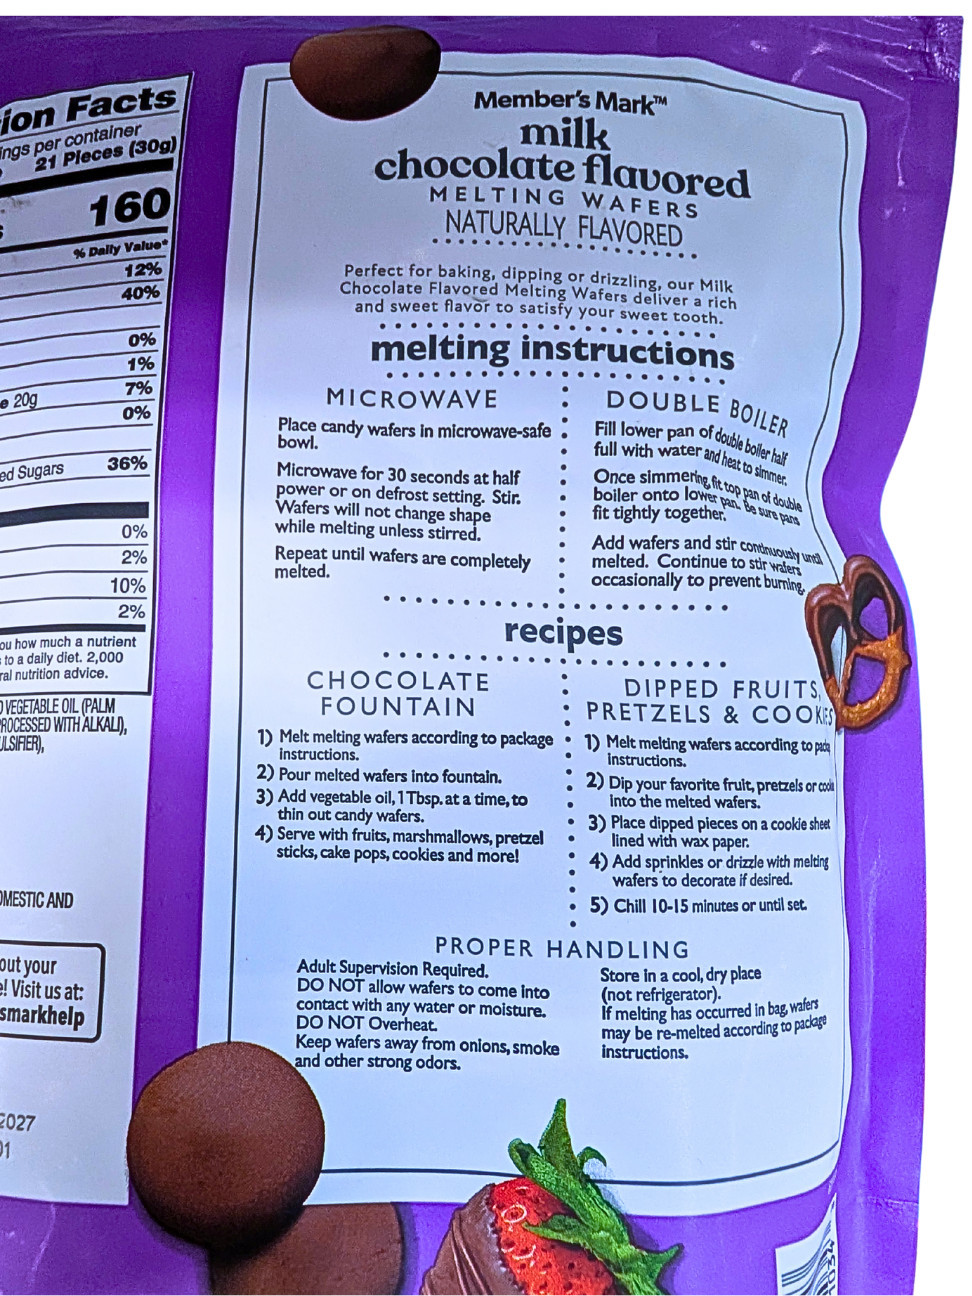 ion Facts
ings per container
21 Pieces (30g)
160
% Daily Value*
12%
40%
0%
1%
e 20g 7%
0%
ed Sugars 36%
0%
2%
10%
2%
ou how much a nutrient
to a daily diet. 2,000
ral nutrition advice.
VEGETABLE OIL (PALM
ROCESSED WITH ALKALI),
ULSIFIER),
OMESTIC AND
out your
e! Visit us at:
smarkhelp
2027
01
Member's Mark™
milk
chocolate flavored
MELTING WAFERS
NATURALLY FLAVORED
Perfect for baking, dipping or drizzling, our Milk
Chocolate Flavored Melting Wafers deliver a rich
and sweet flavor to satisfy your sweet tooth.
melting instructions
MICROWAVE
Place candy wafers in microwave-safe
bowl.
Microwave for 30 seconds at half
power or on defrost setting. Stir.
Wafers will not change shape
while melting unless stirred.
Repeat until wafers are completely
melted.
DOUBLE BOILER
Fill lower pan of double boiler half
full with water and heat to simmer.
Once simmering, fit top pan of double
boiler onto lower pan. Be sure pans
fit tightly together.
Add wafers and stir continuously until
melted. Continue to stir wafers
occasionally to prevent burning.
recipes
CHOCOLATE
FOUNTAIN
1) Melt melting wafers according to package
instructions.
2) Pour melted wafers into fountain.
3) Add vegetable oil, 1 Tbsp. at a time, to
thin out candy wafers.
4) Serve with fruits, marshmallows, pretzel
sticks, cake pops, cookies and more!
DIPPED FRUITS,
PRETZELS & COOKIES
1) Melt melting wafers according to packa
instructions.
2) Dip your favorite fruit, pretzels or cookie
into the melted wafers.
3) Place dipped pieces on a cookie sheet
lined with wax paper.
4) Add sprinkles or drizzle with melting
wafers to decorate if desired.
5) Chill 10-15 minutes or until set.
PROPER HANDLING
Adult Supervision Required.
DO NOT allow wafers to come into
contact with any water or moisture.
DO NOT Overheat.
Keep wafers away from onions, smoke
and other strong odors.
Store in a cool, dry place
(not refrigerator).
If melting has occurred in bag, wafers
may be re-melted according to package
instructions.